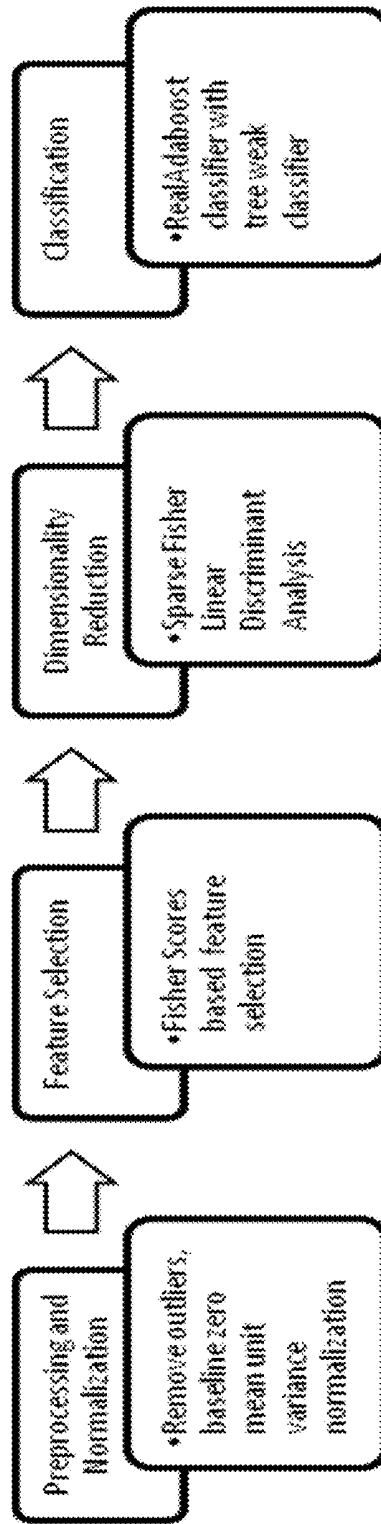 Preprocessing and
Normalization
•Remove outliers,
baseline zero
mean unit
variance
normalization
Feature Selection
•Fisher Scores
based feature
selection
Dimensionality
Reduction
•Sparse Fisher
Linear
Discriminant
Analysis
Classification
•RealAdaboost
classifier with
tree weak
classifier